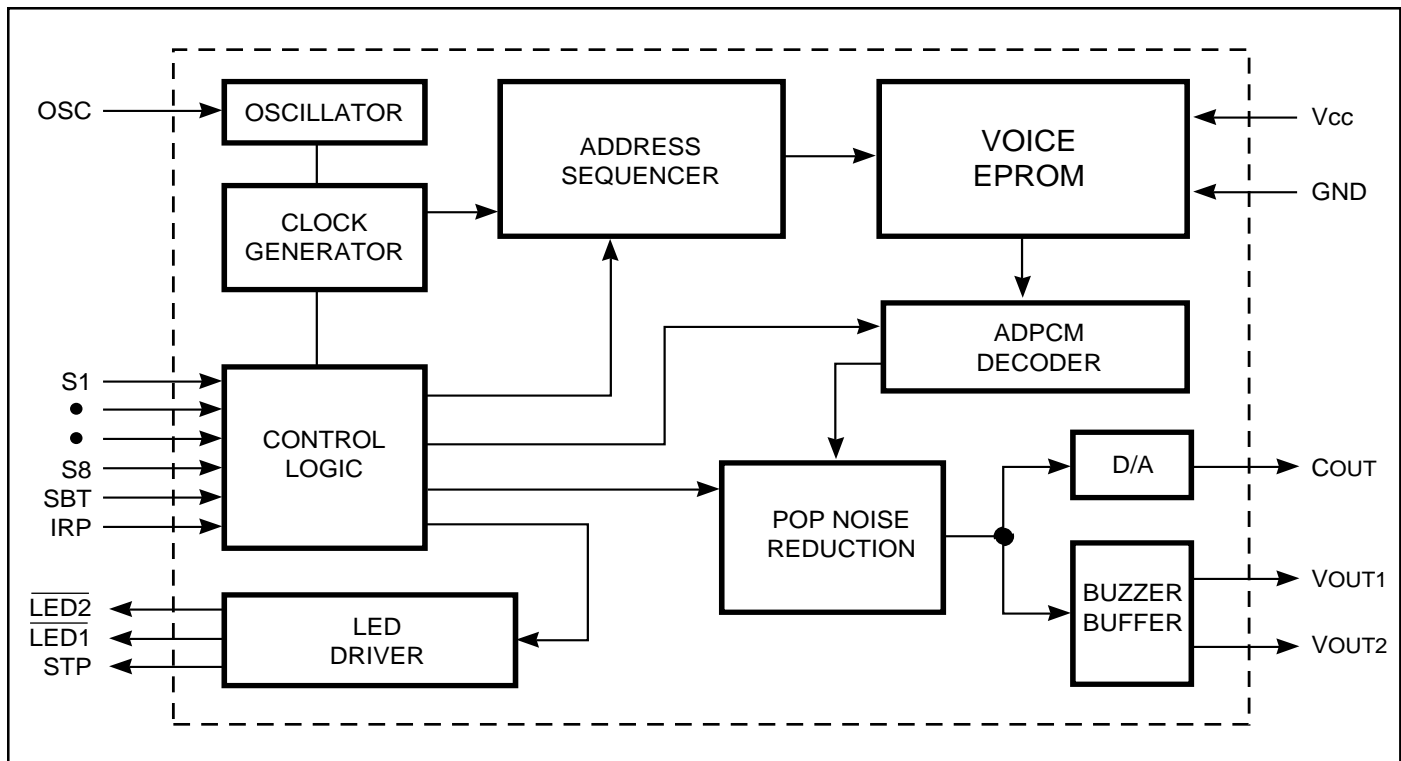 OSC
OSCILLATOR
ADDRESS
SEQUENCER
VOICE
EPROM
Vcc
GND
CLOCK
GENERATOR
ADPCM
DECODER
S1
•
•
S8
SBT
IRP
CONTROL
LOGIC
POP NOISE
REDUCTION
D/A
COUT
BUZZER
BUFFER
VOUT1
VOUT2
LED2
LED1
STP
LED
DRIVER